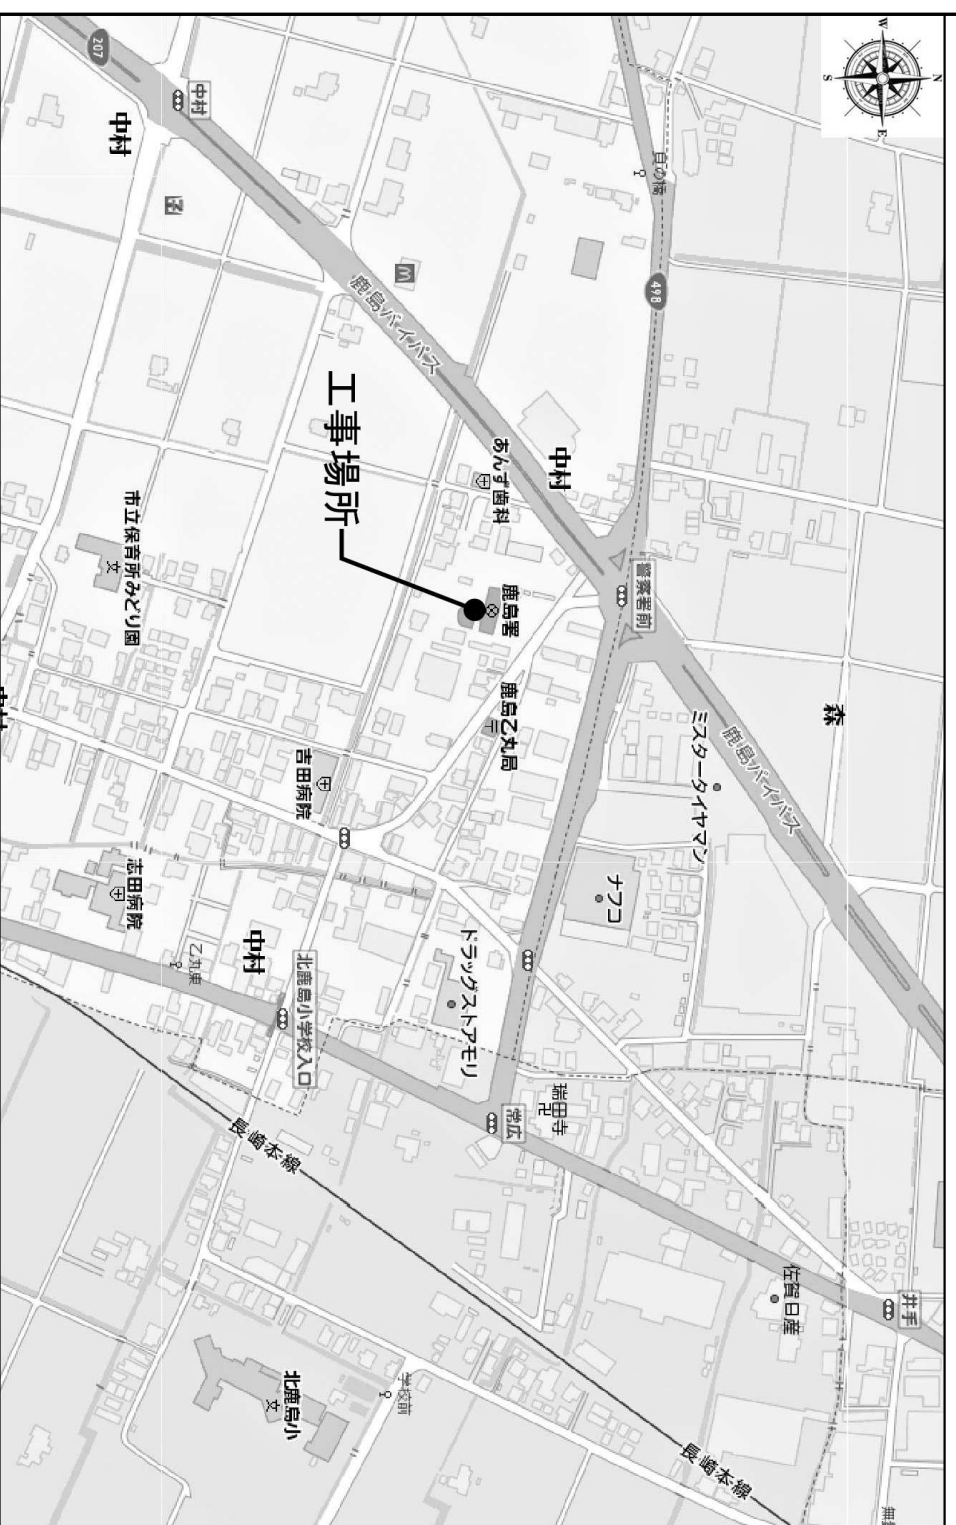 N
W
E
S
井手
無
森
鹿島バイパス
佐賀日産
ミスタータイヤマン
長崎本線
498
貝の橋
警察署前
ナフコ
瑞田寺
中村
常広
あんず歯科
鹿島署
鹿島乙丸局
ドラッグストアモリ
鹿島バイパス
学校前
工事場所
吉田病院
北鹿島小学校入口
北鹿島小
中村
長崎本線
中村
乙丸東
市立保育所みどり園
志田病院
中村
207